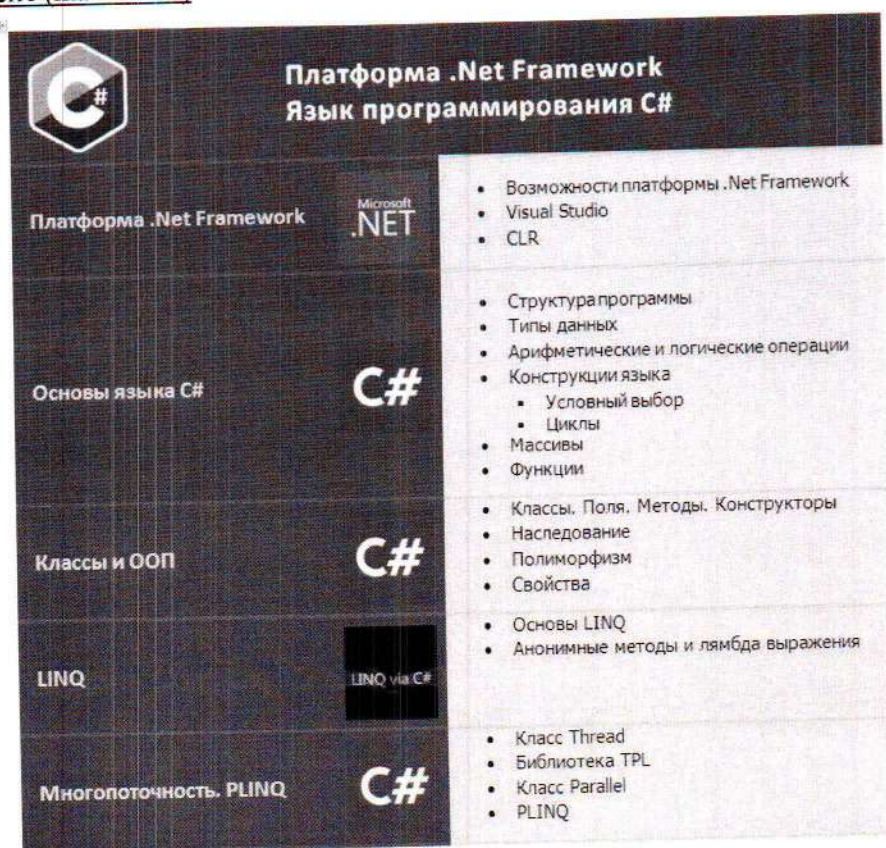 C#
Платформа .Net Framework
Язык программирования C#
Платформа .Net Framework
Microsoft
.NET
• Возможности платформы .Net Framework
• Visual Studio
• CLR
Основы языка C#
C#
• Структура программы
• Типы данных
• Арифметические и логические операции
• Конструкции языка
▪ Условный выбор
▪ Циклы
• Массивы
• Функции
Классы и ООП
C#
• Классы. Поля. Методы. Конструкторы
• Наследование
• Полиморфизм
• Свойства
LINQ
LINQ via C#
• Основы LINQ
• Анонимные методы и лямбда выражения
Многопоточность. PLINQ
C#
• Класс Thread
• Библиотека TPL
• Класс Parallel
• PLINQ